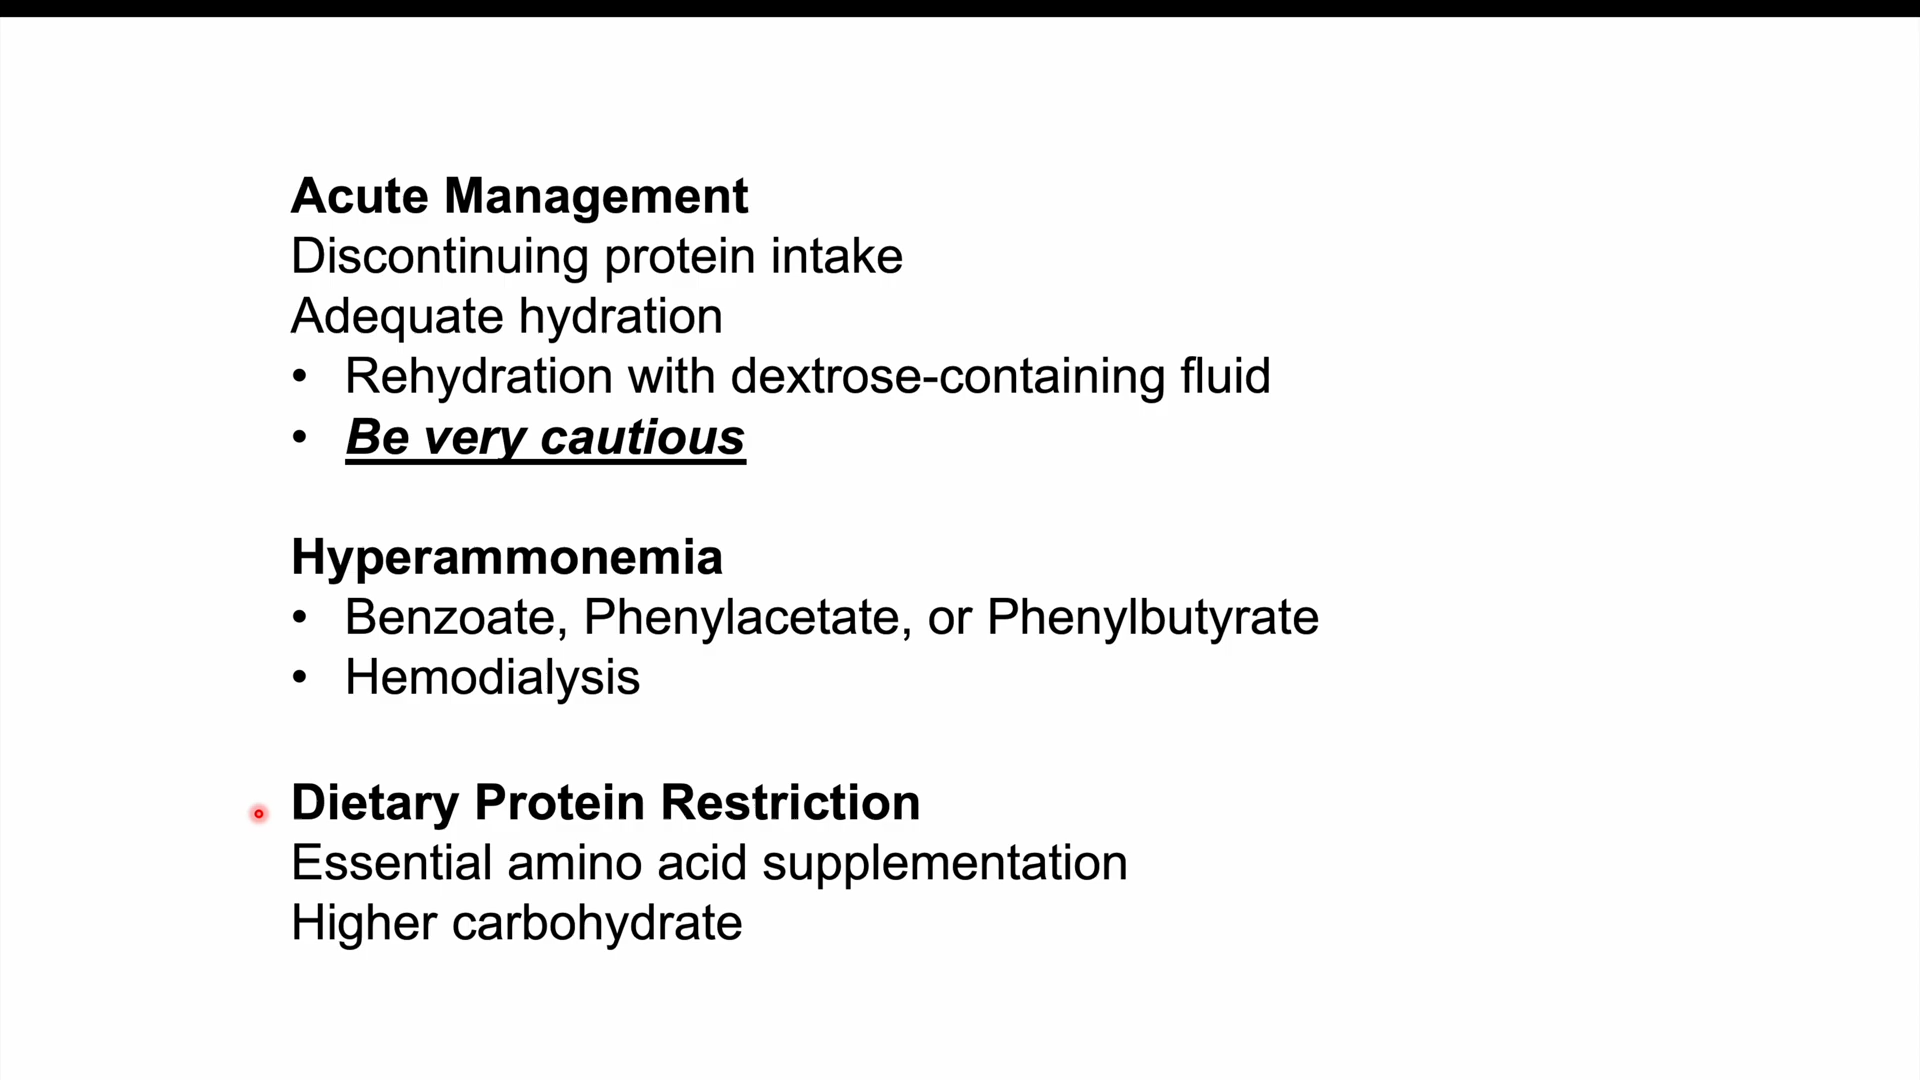 Acute Management
Discontinuing protein intake
Adequate hydration
• Rehydration with dextrose-containing fluid
• Be very cautious
Hyperammonemia
• Benzoate, Phenylacetate, or Phenylbutyrate
• Hemodialysis
Dietary Protein Restriction
Essential amino acid supplementation
Higher carbohydrate